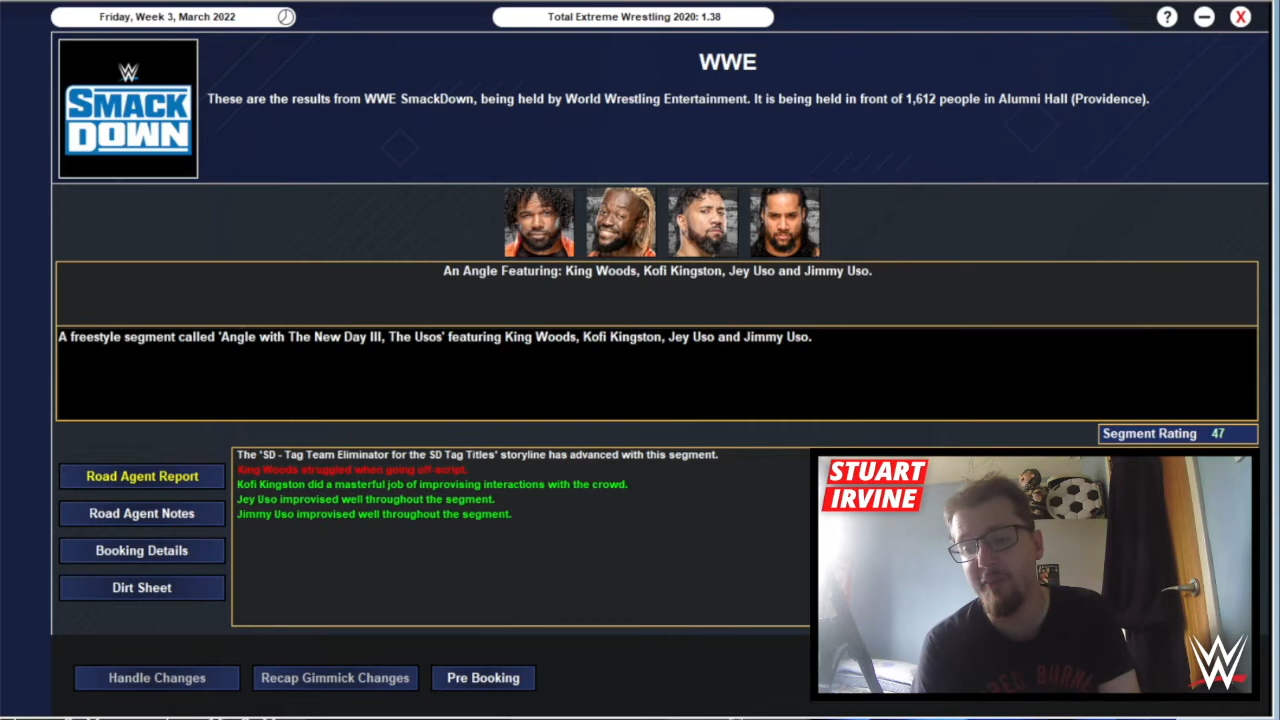 Friday, Week 3, March 2022
Total Extreme Wrestling 2020: 1.38
?
X
W
SMACK
DOWN
WWE
These are the results from WWE SmackDown, being held by World Wrestling Entertainment. It is being held in front of 1,612 people in Alumni Hall (Providence).
An Angle Featuring: King Woods, Kofi Kingston, Jey Uso and Jimmy Uso.
A freestyle segment called 'Angle with The New Day III, The Usos' featuring King Woods, Kofi Kingston, Jey Uso and Jimmy Uso.
Segment Rating 47
Road Agent Report
Road Agent Notes
Booking Details
Dirt Sheet
The 'SD - Tag Team Eliminator for the SD Tag Titles' storyline has advanced with this segment.
King Woods struggled when going off-script.
Kofi Kingston did a masterful job of improvising interactions with the crowd.
Jey Uso improvised well throughout the segment.
Jimmy Uso improvised well throughout the segment.
STUART
IRVINE
W
Handle Changes
Recap Gimmick Changes
Pre Booking